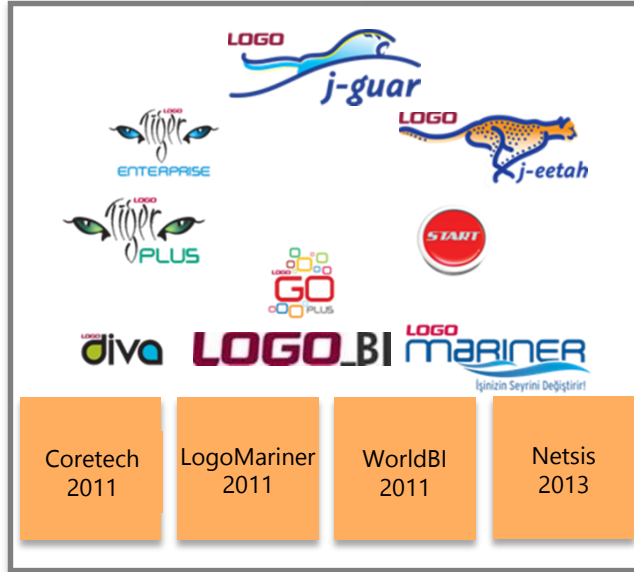 LOGO
j-guar
LOGO
Tiger
ENTERPRISE
LOGO
j-eetah
LOGO
Tiger
PLUS
START
LOGO
GO
PLUS
LOGO
diva
LOGO_BI
LOGO
maRINER
İşinizin Seyrini Değiştirir!
Coretech
2011
LogoMariner
2011
WorldBI
2011
Netsis
2013